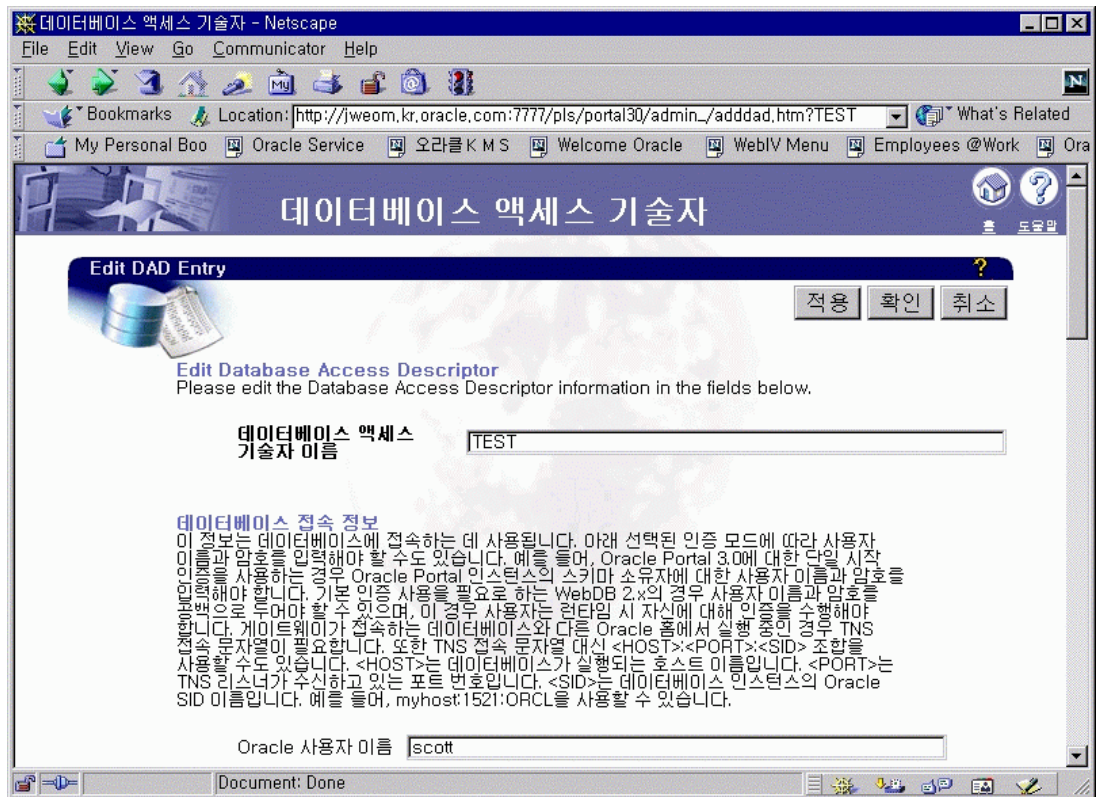 데이터베이스 액세스 기술자 - Netscape
File Edit View Go Communicator Help
My
N
Bookmarks Location: http://jweom.kr.oracle.com:7777/pls/portal30/admin_/adddad.htm?TEST What's Related
My Personal Boo Oracle Service 오라클K M S Welcome Oracle WebIV Menu Employees @Work Ora
데이터베이스 액세스 기술자
홈 도움말
Edit DAD Entry ?
적용 확인 취소
Edit Database Access Descriptor
Please edit the Database Access Descriptor information in the fields below.
데이터베이스 액세스
기술자 이름 TEST
데이터베이스 접속 정보
이 정보는 데이터베이스에 접속하는 데 사용됩니다. 아래 선택된 인증 모드에 따라 사용자
이름과 암호를 입력해야 할 수도 있습니다. 예를 들어, Oracle Portal 3.0에 대한 단일 시작
인증을 사용하는 경우 Oracle Portal 인스턴스의 스키마 소유자에 대한 사용자 이름과 암호를
입력해야 합니다. 기본 인증 사용을 필요로 하는 WebDB 2.x의 경우 사용자 이름과 암호를
공백으로 두어야 할 수 있으며, 이 경우 사용자는 런타임 시 자신에 대해 인증을 수행해야
합니다. 게이트웨이가 접속하는 데이터베이스와 다른 Oracle 홈에서 실행 중인 경우 TNS
접속 문자열이 필요합니다. 또한 TNS 접속 문자열 대신 <HOST>:<PORT>:<SID> 조합을
사용할 수도 있습니다. <HOST>는 데이터베이스가 실행되는 호스트 이름입니다. <PORT>는
TNS 리스너가 수신하고 있는 포트 번호입니다. <SID>는 데이터베이스 인스턴스의 Oracle
SID 이름입니다. 예를 들어, myhost:1521:ORCL을 사용할 수 있습니다.
Oracle 사용자 이름 scott
Document: Done